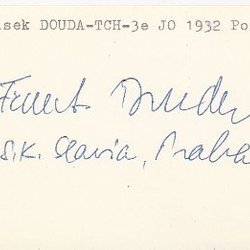 isek DOUDA-TCH-3e JO 1932 Po
Frant. Douda
S.K. Slavia, Praha